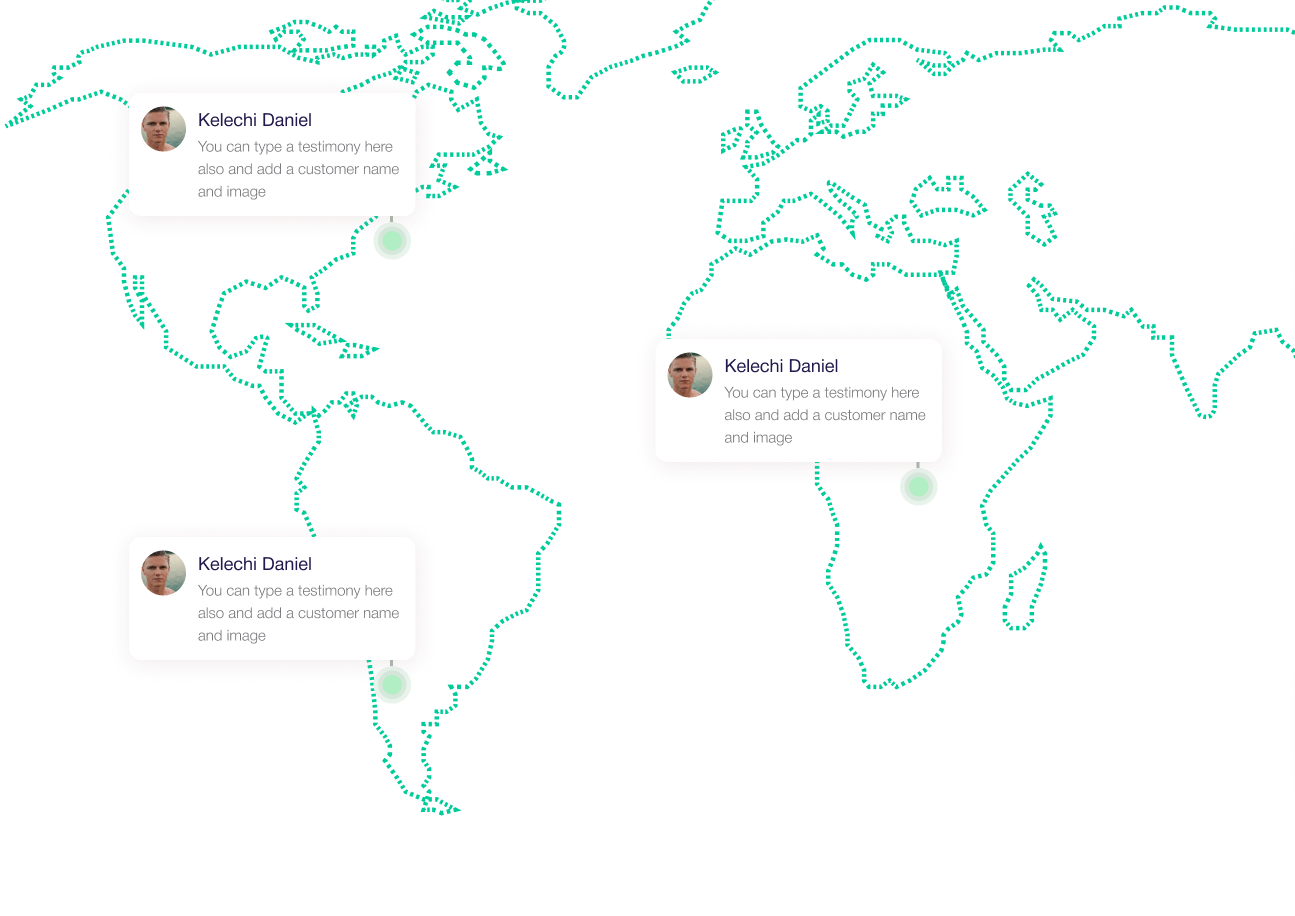 Kelechi Daniel
You can type a testimony here
also and add a customer name
and image
Kelechi Daniel
You can type a testimony here
also and add a customer name
and image
Kelechi Daniel
You can type a testimony here
also and add a customer name
and image